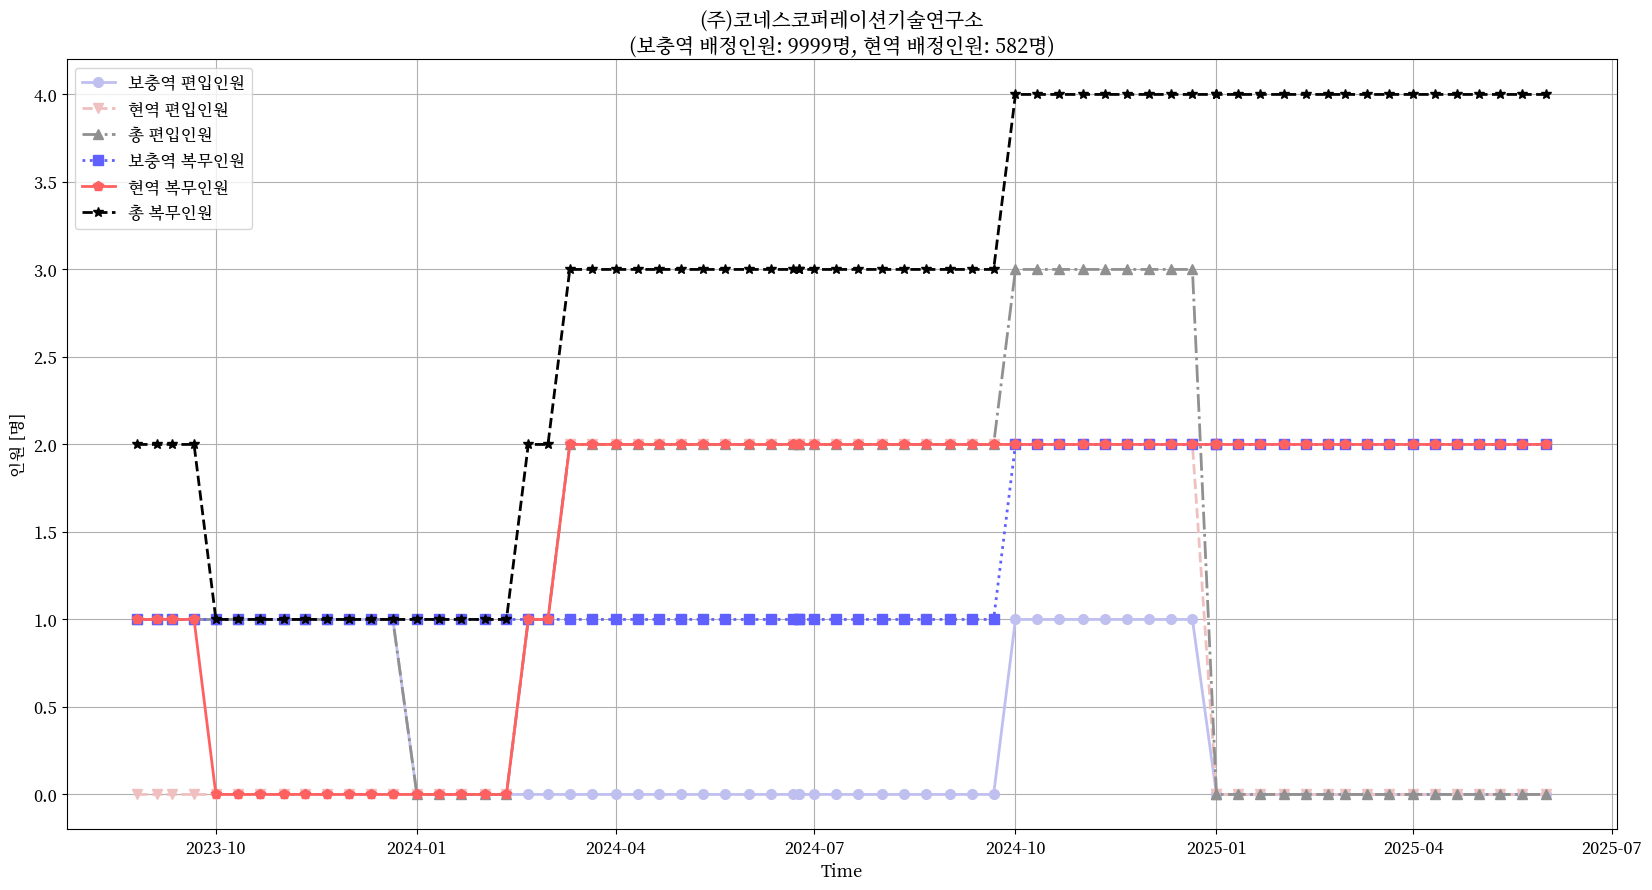 (주)코네스코퍼레이션기술연구소
(보충역 배정인원: 9999명, 현역 배정인원: 582명)
보충역 편입인원
현역 편입인원
총 편입인원
보충역 복무인원
현역 복무인원
총 복무인원
인원 [명]
4.0
3.5
3.0
2.5
2.0
1.5
1.0
0.5
0.0
2023-10
2024-01
2024-04
2024-07
2024-10
2025-01
2025-04
2025-07
Time